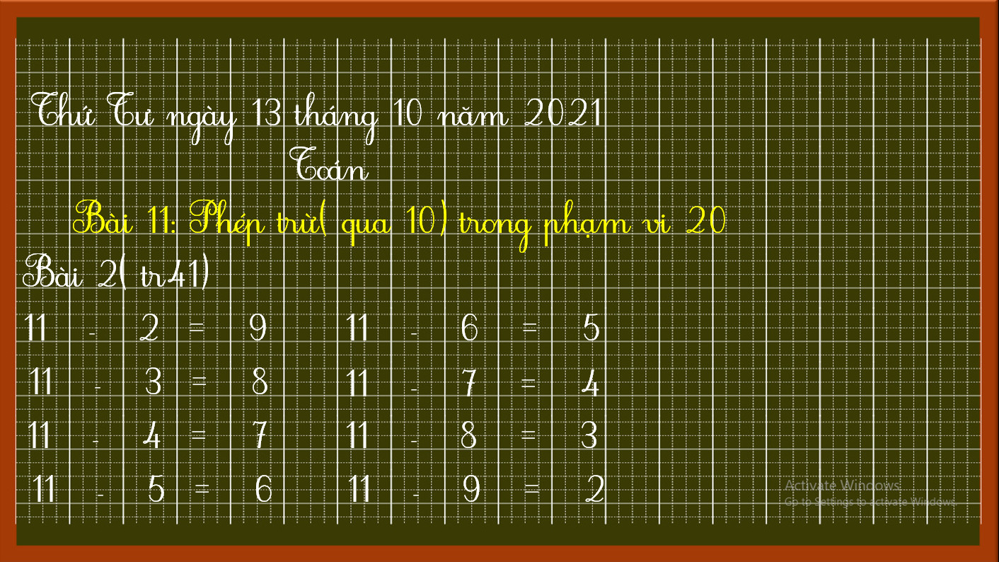 Thứ Tư ngày 13 tháng 10 năm 2021
Toán
Bài 11: Phép trừ( qua 10) trong phạm vi 20
Bài 2( tr41)
11 - 2 = 9 11 - 6 = 5
11 - 3 = 8 11 - 7 = 4
11 - 4 = 7 11 - 8 = 3
11 - 5 = 6 11 - 9 = 2
Activate Windows
Go to Settings to activate Windows.